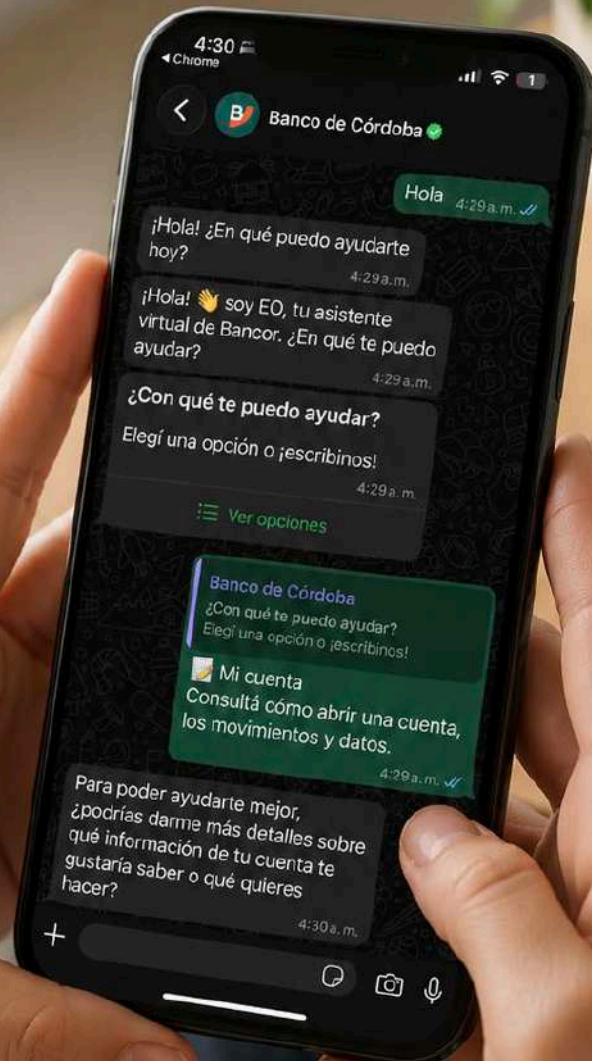 4:30
◀ Chrome
1
B
Banco de Córdoba
Hola
4:29 a.m.
¡Hola! ¿En qué puedo ayudarte
hoy?
4:29 a.m.
¡Hola! 👋 soy EO, tu asistente
virtual de Bancor. ¿En qué te puedo
ayudar?
4:29 a.m.
¿Con qué te puedo ayudar?
Elegí una opción o ¡escribinos!
4:29 a.m.
Ver opciones
Banco de Córdoba
¿Con qué te puedo ayudar?
Elegí una opción o ¡escribinos!
📝 Mi cuenta
Consultá cómo abrir una cuenta,
los movimientos y datos.
4:29 a.m.
Para poder ayudarte mejor,
¿podrías darme más detalles sobre
qué información de tu cuenta te
gustaría saber o qué quieres
hacer?
4:30 a.m.